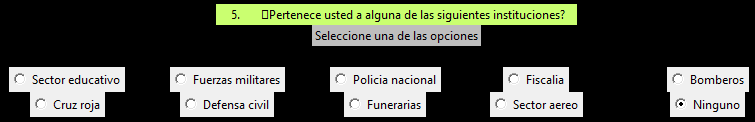 5. ▯Pertenece usted a alguna de las siguientes instituciones?
Seleccione una de las opciones
Sector educativo Fuerzas militares Policia nacional Fiscalia Bomberos
Cruz roja Defensa civil Funerarias Sector aereo Ninguno